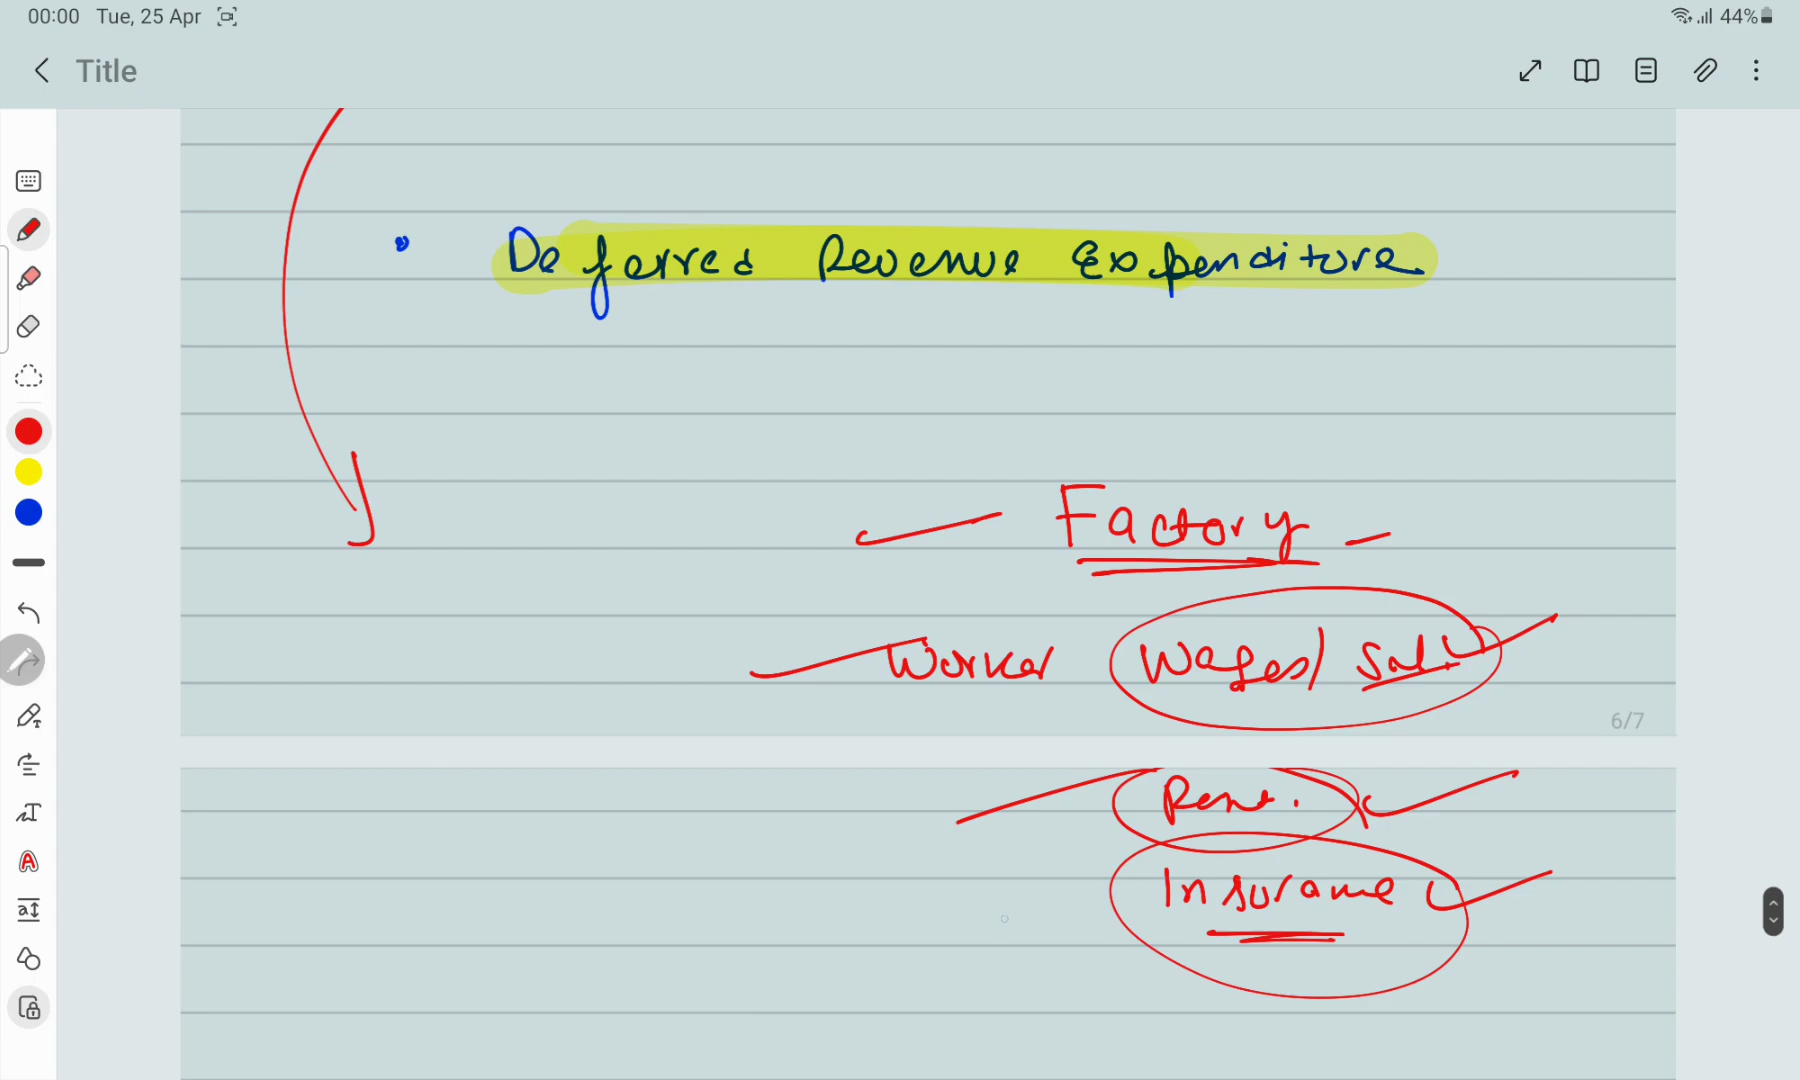 00:00 Tue, 25 Apr 44%
Title
Deferred Revenue Expenditure.
Factory
Worker Wages/ Sal.
6/7
Rent.
Insurance